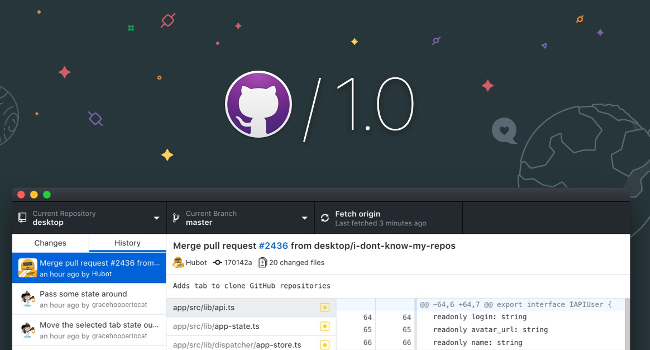 / 1.0
Current Repository
desktop
Current Branch
master
Fetch origin
Last fetched 3 minutes ago
Changes
History
Merge pull request #2436 from...
an hour ago by Hubot
Pass some state around
an hour ago by gracehoppertocat
Move the selected tab state ou...
an hour ago by gracehoppertocat
Merge pull request #2436 from desktop/i-dont-know-my-repos
Hubot 170142a 20 changed files
Adds tab to clone GitHub repositories
app/src/lib/api.ts
app/src/lib/app-state.ts
app/src/lib/dispatcher/app-store.ts
@@ -64,6 +64,7 @@ export interface IAPIUser {
64 64 readonly login: string
65 65 readonly avatar_url: string
66 66 readonly name: string